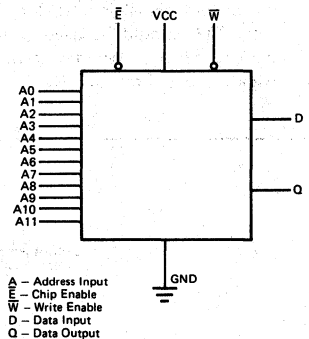 E̅ VCC W̅
A0
A1
A2
A3
A4
A5
A6
A7
A8
A9
A10
A11
D
Q
GND
A – Address Input
E̅ – Chip Enable
W̅ – Write Enable
D – Data Input
Q – Data Output